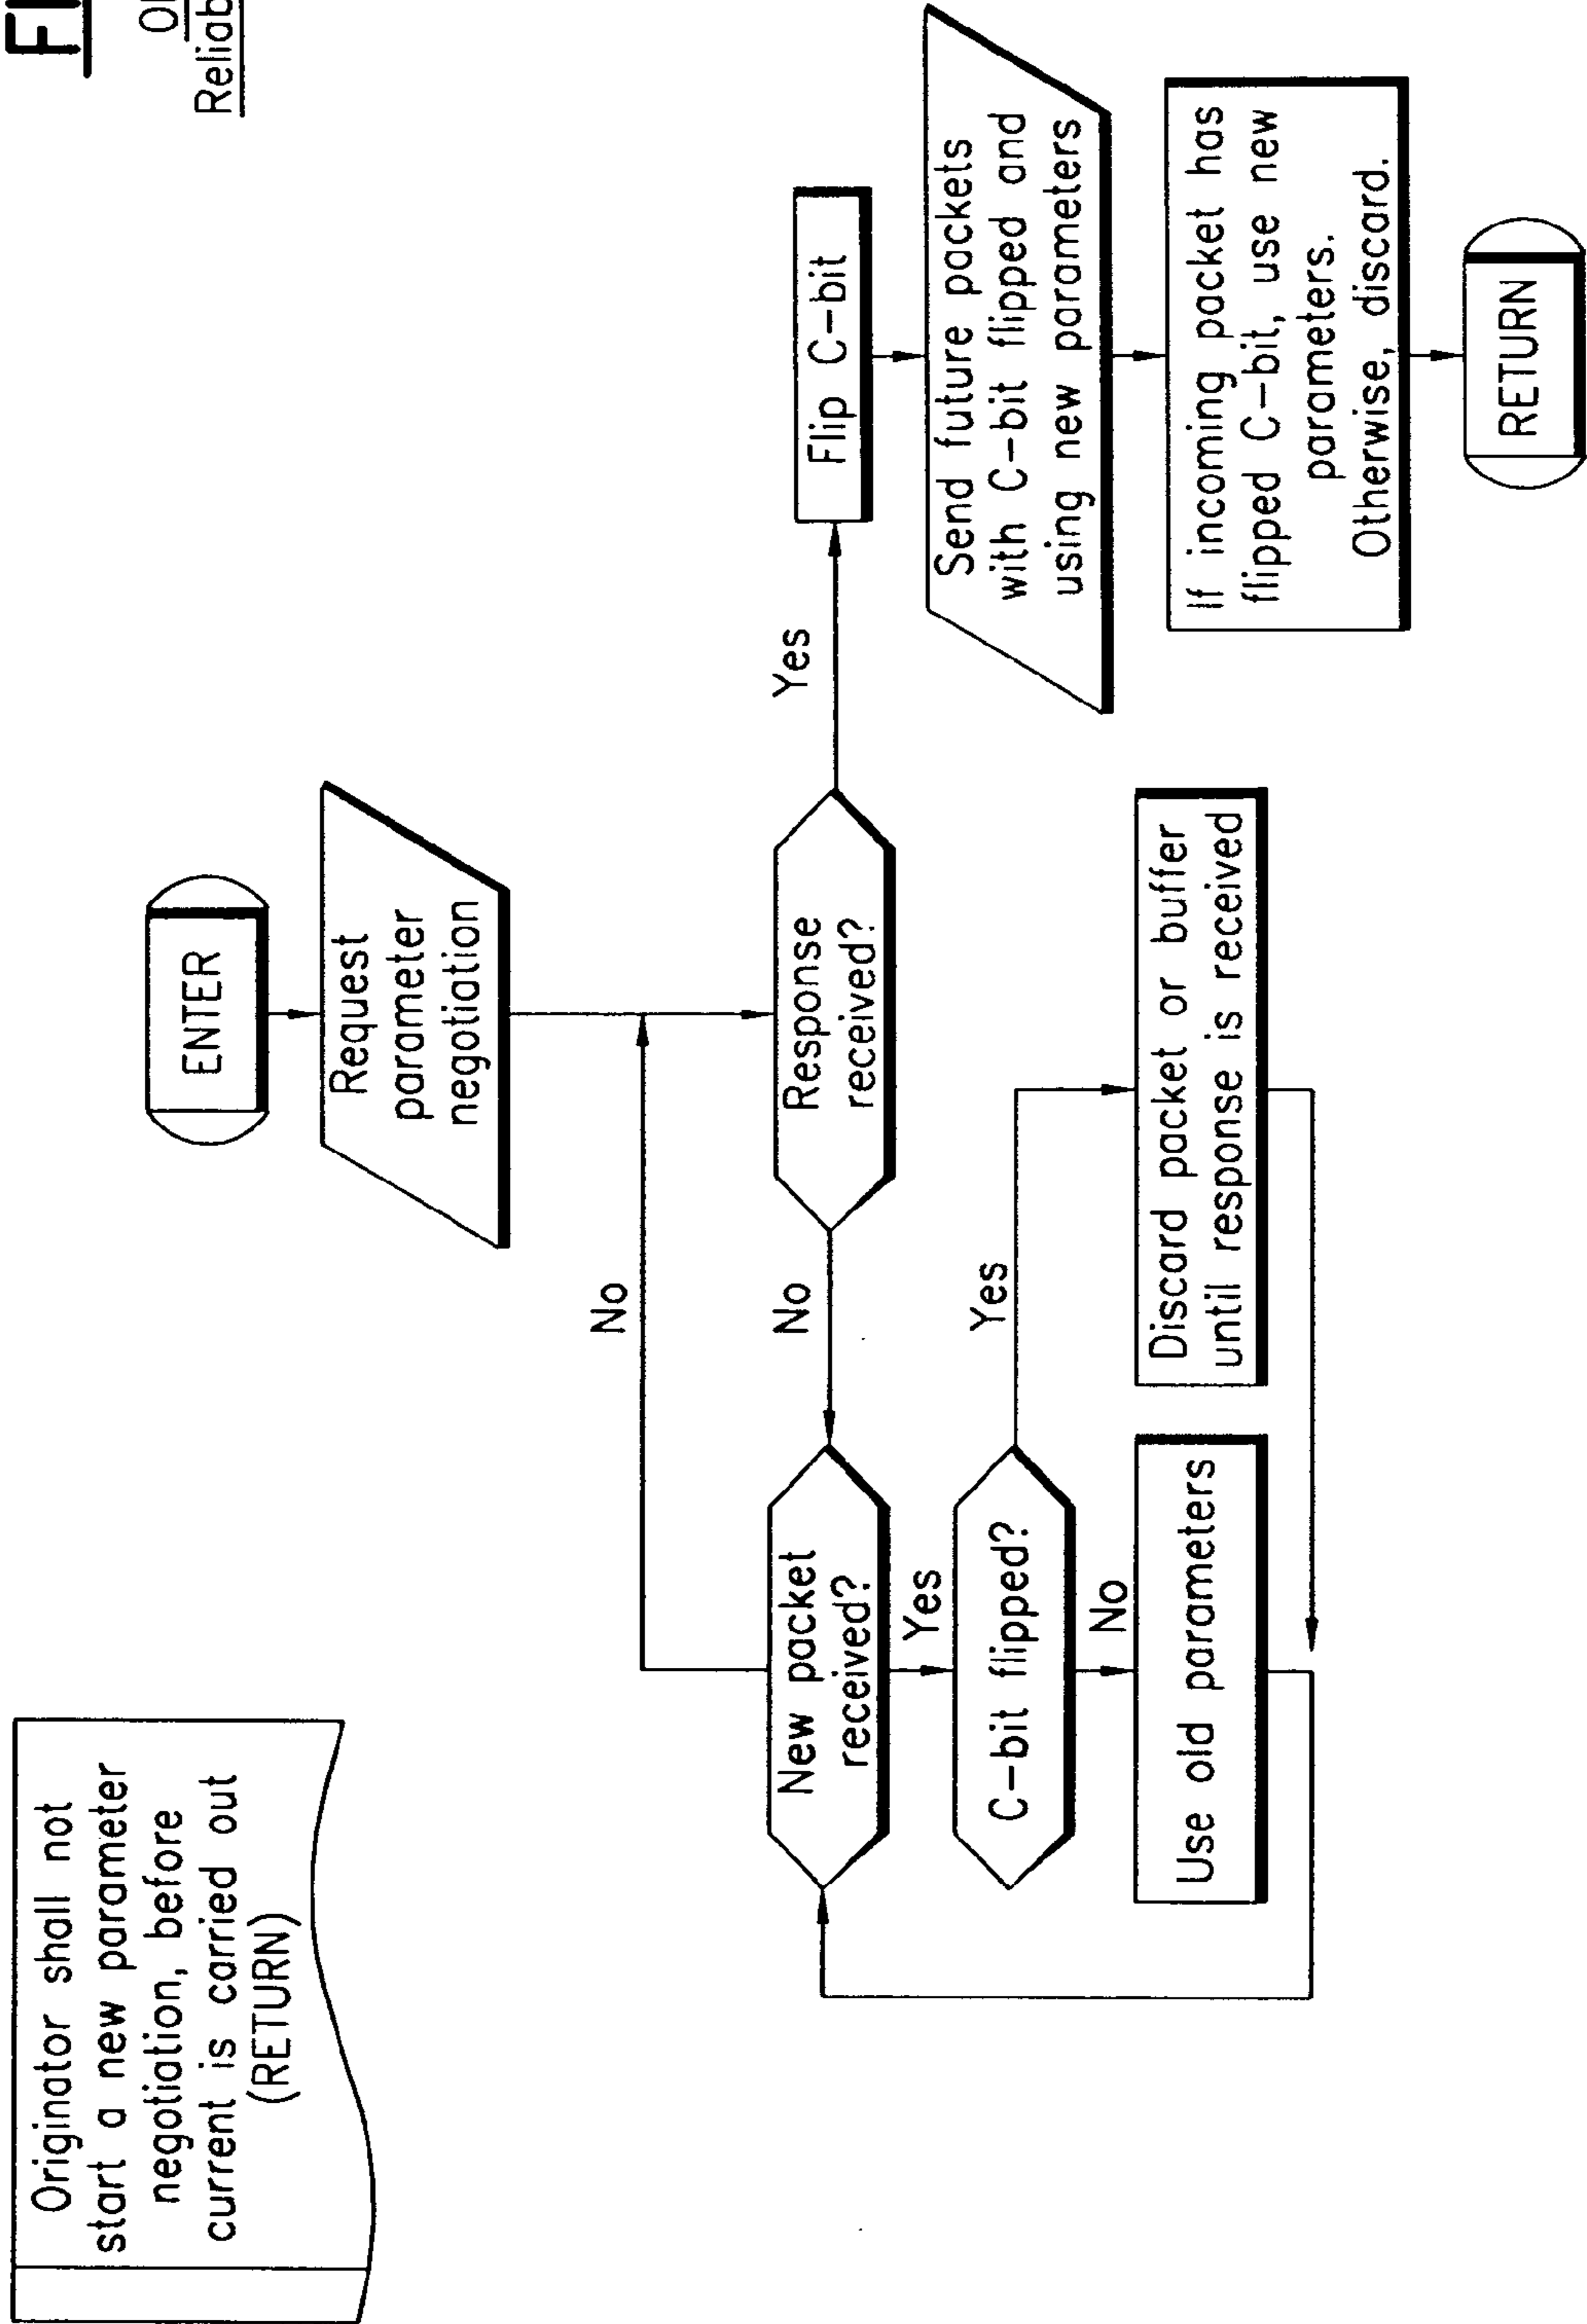 Originator shall not
start a new parameter
negotiation, before
current is carried out
(RETURN)
ENTER
Request
parameter
negotiation
No
Response
received?
Yes
No
New packet
received?
Yes
C-bit flipped?
Yes
No
Use old parameters
Discard packet or buffer
until response is received
Flip C-bit
Send future packets
with C-bit flipped and
using new parameters
If incoming packet has
flipped C-bit, use new
parameters.
Otherwise, discard.
RETURN